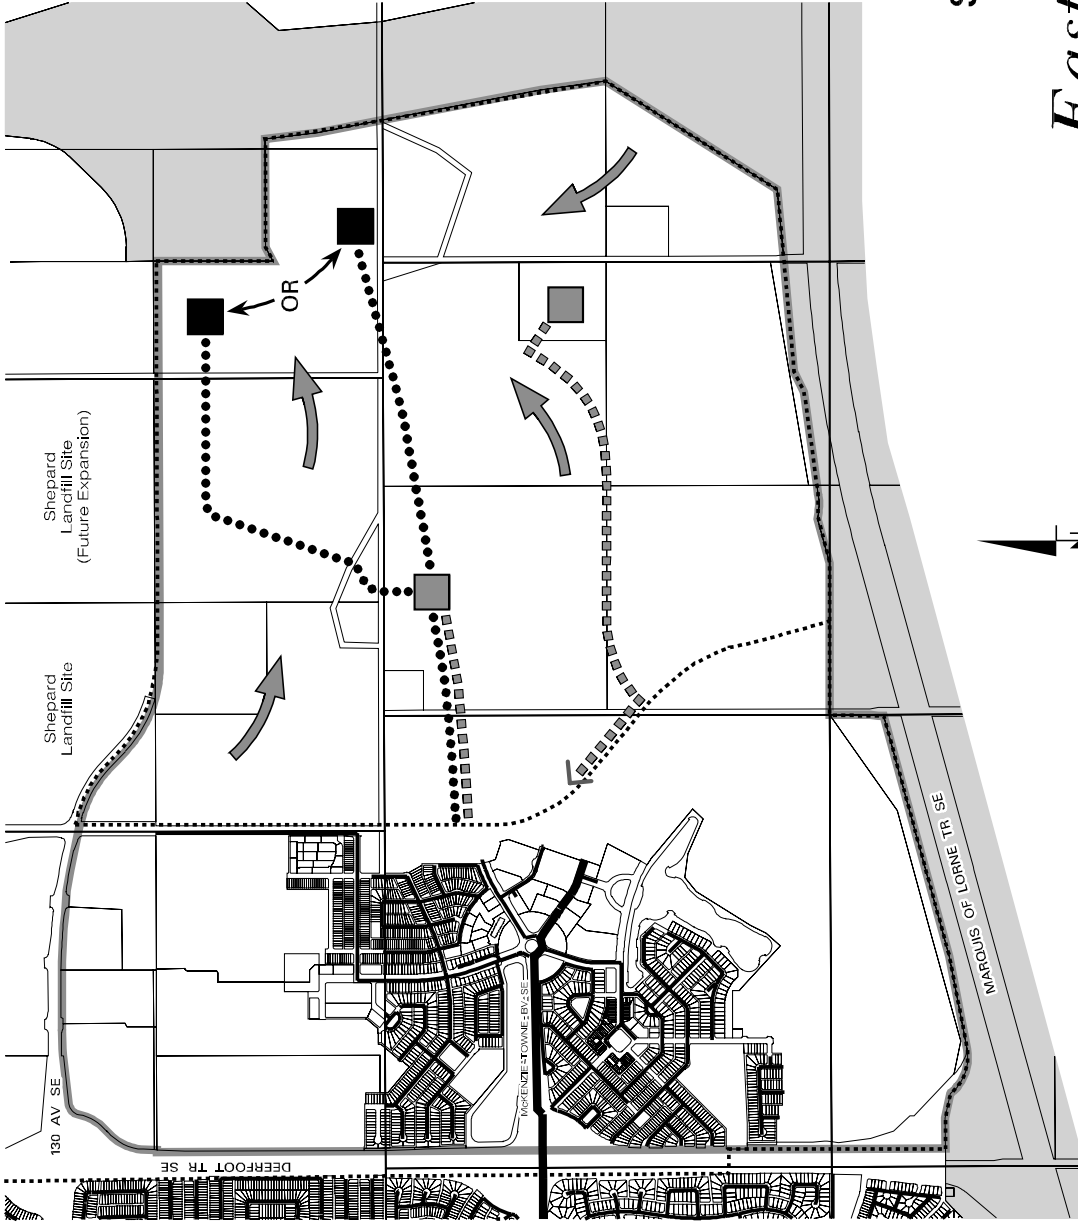 East
OR
Shepard
Landfill Site
(Future Expansion)
Shepard
Landfill Site
N
MARQUIS OF LORNE TR SE
McKENZIE TOWNE BV SE
130 AV SE
DEERFOOT TR SE